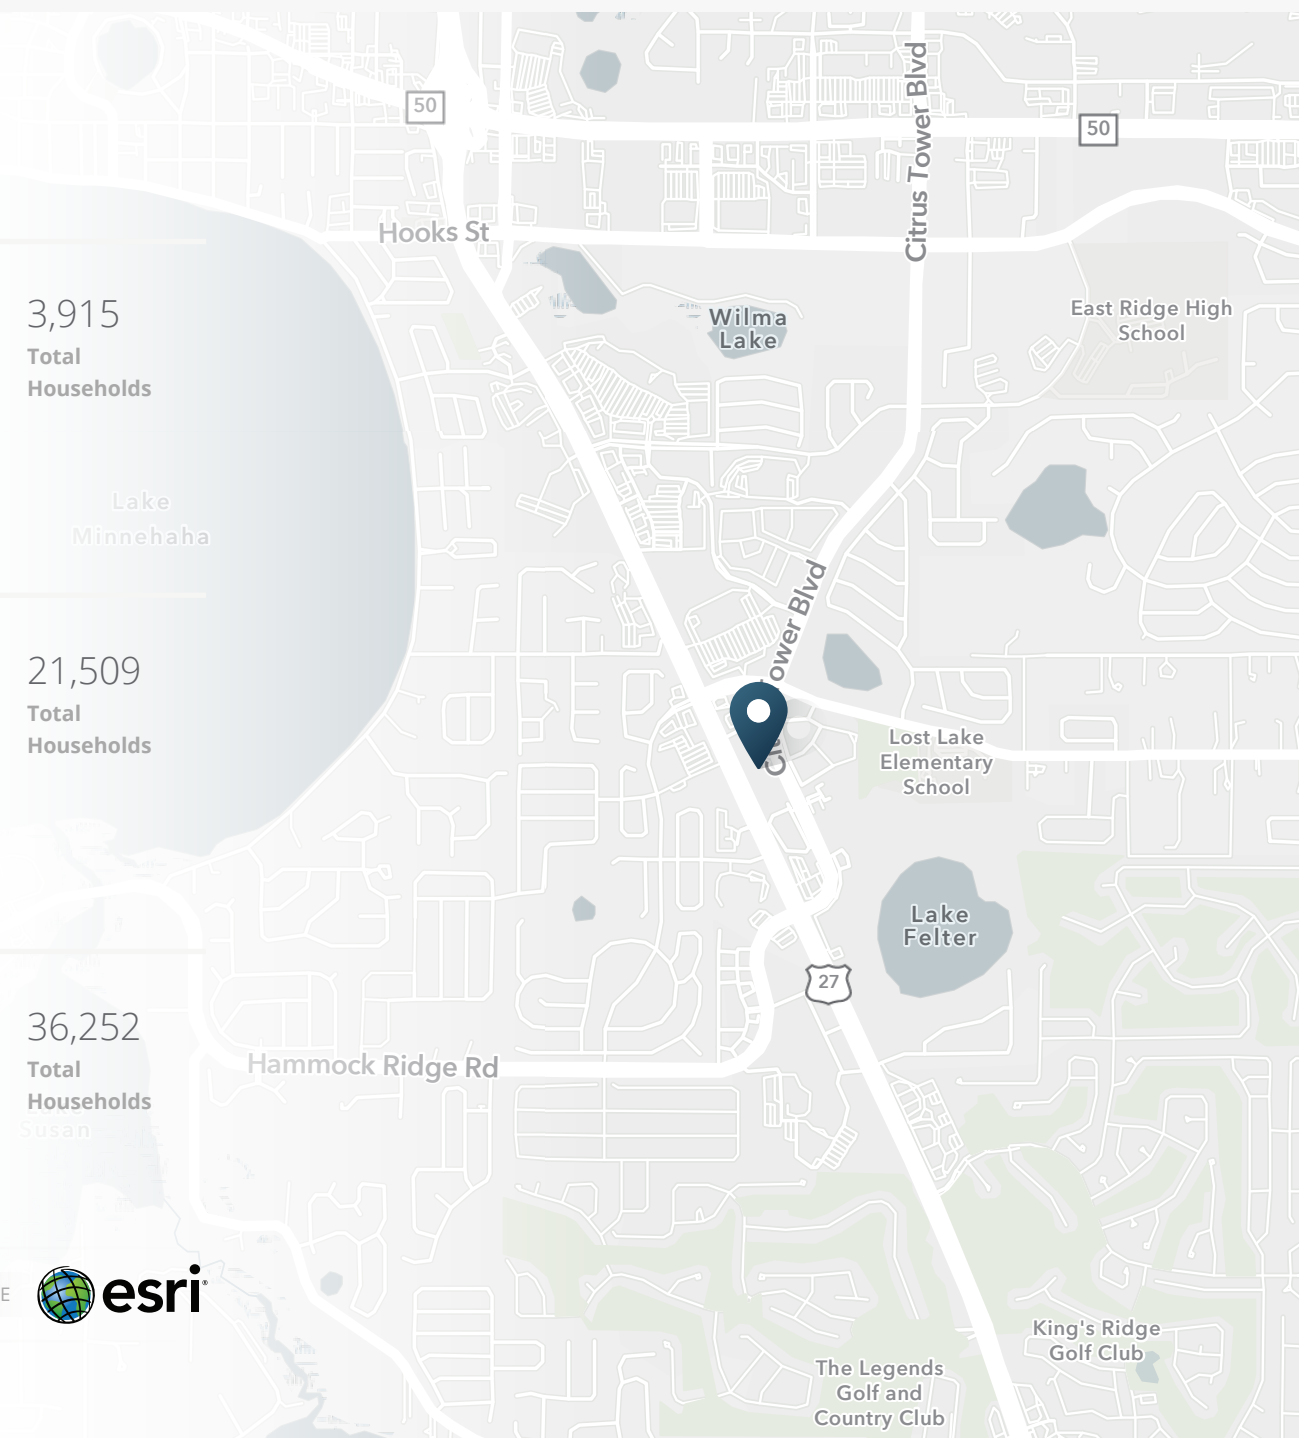 50
50
Citrus Tower Blvd
Hooks St
3,915
Total
Households
Wilma
Lake
East Ridge High
School
Lake
Minnehaha
ower Blvd
21,509
Total
Households
Lost Lake
Elementary
School
Lake
Felter
27
36,252
Total
Households
Hammock Ridge Rd
Susan
E
esri
King's Ridge
Golf Club
The Legends
Golf and
Country Club